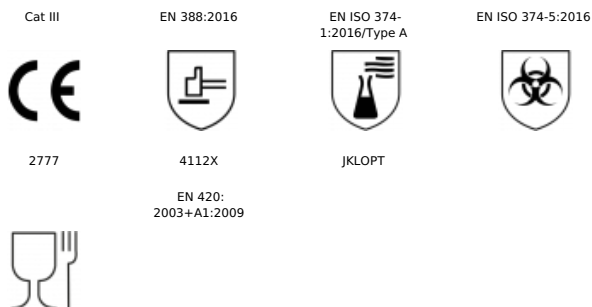 Cat III
EN 388:2016
EN ISO 374-
1:2016/Type A
EN ISO 374-5:2016
CE
2777
4112X
JKLOPT
EN 420:
2003+A1:2009